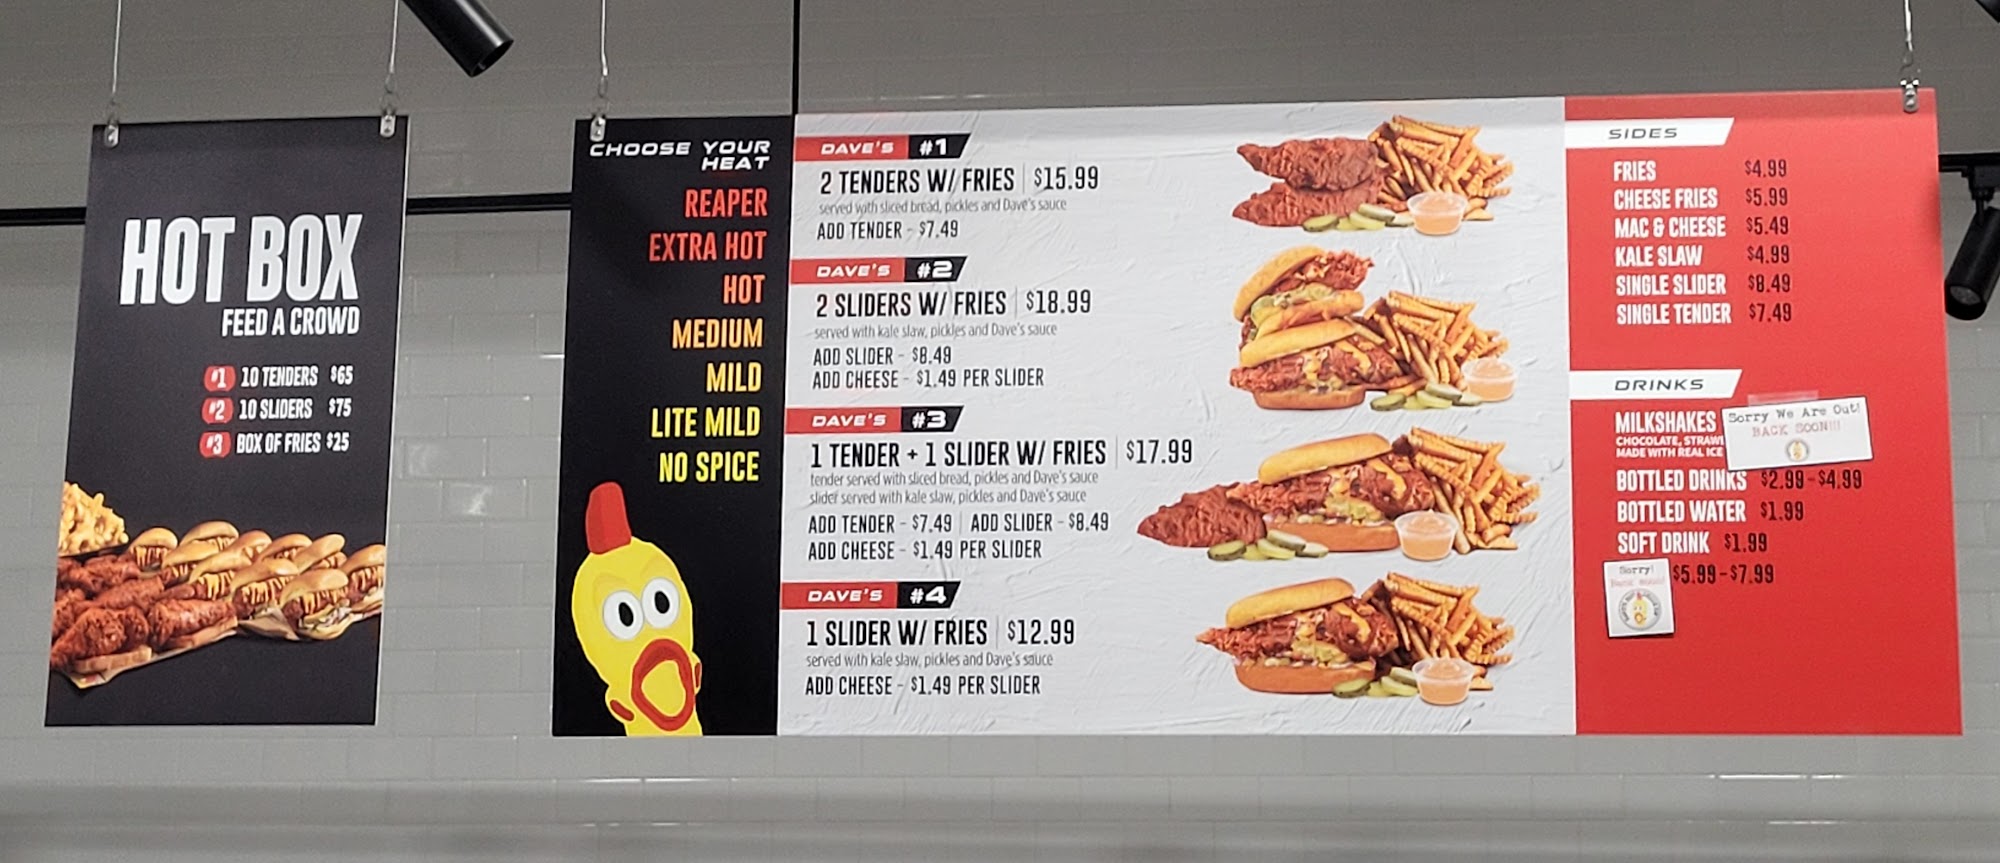 HOT BOX
FEED A CROWD
#1 10 TENDERS $65
#2 10 SLIDERS $75
#3 BOX OF FRIES $25
CHOOSE YOUR
HEAT
REAPER
EXTRA HOT
HOT
MEDIUM
MILD
LITE MILD
NO SPICE
DAVE'S #1
2 TENDERS W/ FRIES | $15.99
served with sliced bread, pickles and Dave's sauce
ADD TENDER - $7.49
DAVE'S #2
2 SLIDERS W/ FRIES | $18.99
served with kale slaw, pickles and Dave's sauce
ADD SLIDER - $8.49
ADD CHEESE - $1.49 PER SLIDER
DAVE'S #3
1 TENDER + 1 SLIDER W/ FRIES | $17.99
tender served with sliced bread, pickles and Dave's sauce
slider served with kale slaw, pickles and Dave's sauce
ADD TENDER - $7.49 | ADD SLIDER - $8.49
ADD CHEESE - $1.49 PER SLIDER
DAVE'S #4
1 SLIDER W/ FRIES | $12.99
served with kale slaw, pickles and Dave's sauce
ADD CHEESE - $1.49 PER SLIDER
SIDES
FRIES $4.99
CHEESE FRIES $5.99
MAC & CHEESE $5.49
KALE SLAW $4.99
SINGLE SLIDER $8.49
SINGLE TENDER $7.49
DRINKS
MILKSHAKES
CHOCOLATE, STRAW
MADE WITH REAL ICE
Sorry We Are Out!
BACK SOON!!!
BOTTLED DRINKS $2.99-$4.99
BOTTLED WATER $1.99
SOFT DRINK $1.99
$5.99-$7.99
Sorry!